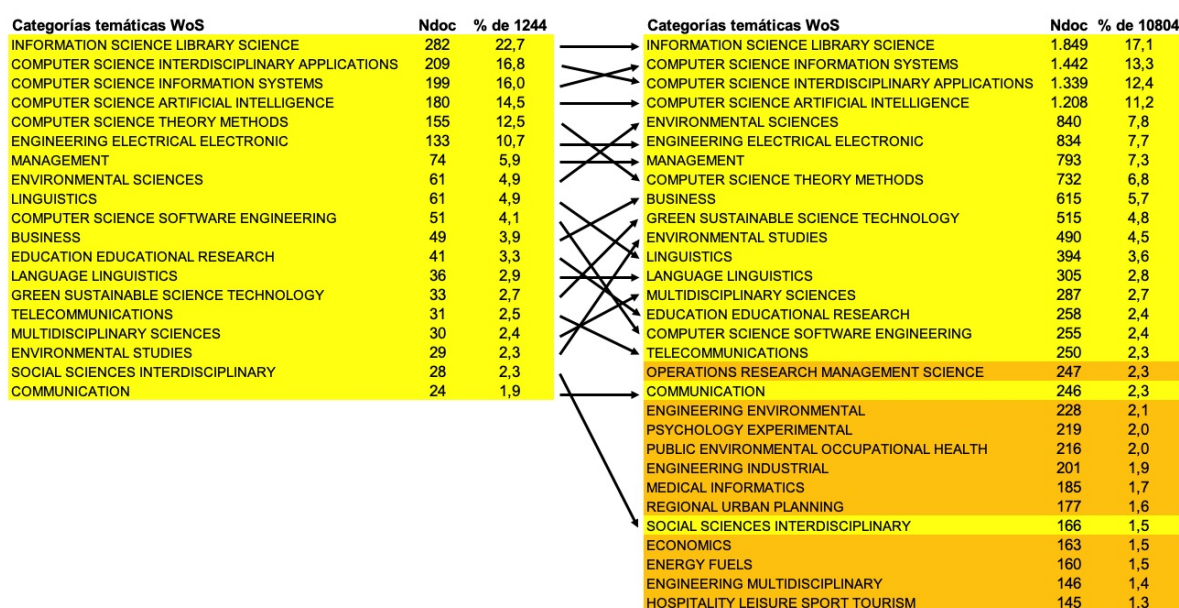 Categorías temáticas WoS Ndoc % de 1244
INFORMATION SCIENCE LIBRARY SCIENCE 282 22,7
COMPUTER SCIENCE INTERDISCIPLINARY APPLICATIONS 209 16,8
COMPUTER SCIENCE INFORMATION SYSTEMS 199 16,0
COMPUTER SCIENCE ARTIFICIAL INTELLIGENCE 180 14,5
COMPUTER SCIENCE THEORY METHODS 155 12,5
ENGINEERING ELECTRICAL ELECTRONIC 133 10,7
MANAGEMENT 74 5,9
ENVIRONMENTAL SCIENCES 61 4,9
LINGUISTICS 61 4,9
COMPUTER SCIENCE SOFTWARE ENGINEERING 51 4,1
BUSINESS 49 3,9
EDUCATION EDUCATIONAL RESEARCH 41 3,3
LANGUAGE LINGUISTICS 36 2,9
GREEN SUSTAINABLE SCIENCE TECHNOLOGY 33 2,7
TELECOMMUNICATIONS 31 2,5
MULTIDISCIPLINARY SCIENCES 30 2,4
ENVIRONMENTAL STUDIES 29 2,3
SOCIAL SCIENCES INTERDISCIPLINARY 28 2,3
COMMUNICATION 24 1,9
Categorías temáticas WoS Ndoc % de 10804
INFORMATION SCIENCE LIBRARY SCIENCE 1.849 17,1
COMPUTER SCIENCE INFORMATION SYSTEMS 1.442 13,3
COMPUTER SCIENCE INTERDISCIPLINARY APPLICATIONS 1.339 12,4
COMPUTER SCIENCE ARTIFICIAL INTELLIGENCE 1.208 11,2
ENVIRONMENTAL SCIENCES 840 7,8
ENGINEERING ELECTRICAL ELECTRONIC 834 7,7
MANAGEMENT 793 7,3
COMPUTER SCIENCE THEORY METHODS 732 6,8
BUSINESS 615 5,7
GREEN SUSTAINABLE SCIENCE TECHNOLOGY 515 4,8
ENVIRONMENTAL STUDIES 490 4,5
LINGUISTICS 394 3,6
LANGUAGE LINGUISTICS 305 2,8
MULTIDISCIPLINARY SCIENCES 287 2,7
EDUCATION EDUCATIONAL RESEARCH 258 2,4
COMPUTER SCIENCE SOFTWARE ENGINEERING 255 2,4
TELECOMMUNICATIONS 250 2,3
OPERATIONS RESEARCH MANAGEMENT SCIENCE 247 2,3
COMMUNICATION 246 2,3
ENGINEERING ENVIRONMENTAL 228 2,1
PSYCHOLOGY EXPERIMENTAL 219 2,0
PUBLIC ENVIRONMENTAL OCCUPATIONAL HEALTH 216 2,0
ENGINEERING INDUSTRIAL 201 1,9
MEDICAL INFORMATICS 185 1,7
REGIONAL URBAN PLANNING 177 1,6
SOCIAL SCIENCES INTERDISCIPLINARY 166 1,5
ECONOMICS 163 1,5
ENERGY FUELS 160 1,5
ENGINEERING MULTIDISCIPLINARY 146 1,4
HOSPITALITY LEISURE SPORT TOURISM 145 1,3